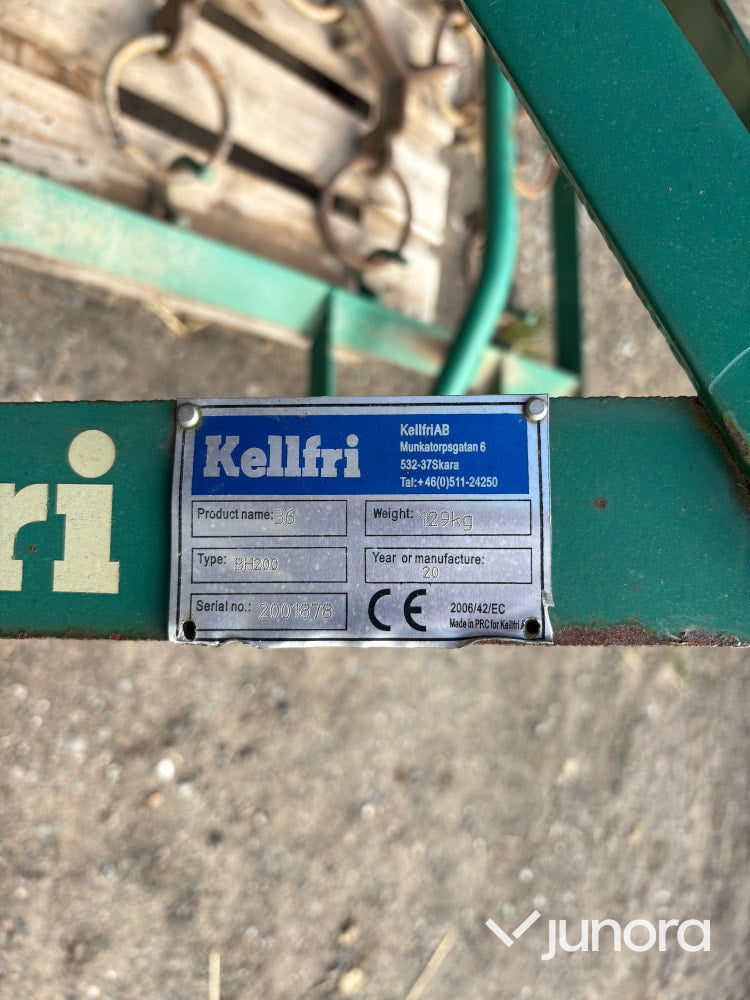 ri
Kellfri
KellfriAB
Munkatorpsgatan 6
532-37Skara
Tal:+46(0)511-24250
Product name: 36
Weight: 129kg
Type: BH200
Year or manufacture: 20
Serial no.: 2001878
CE
2006/42/EC
Made in PRC for Kellfri A
junora